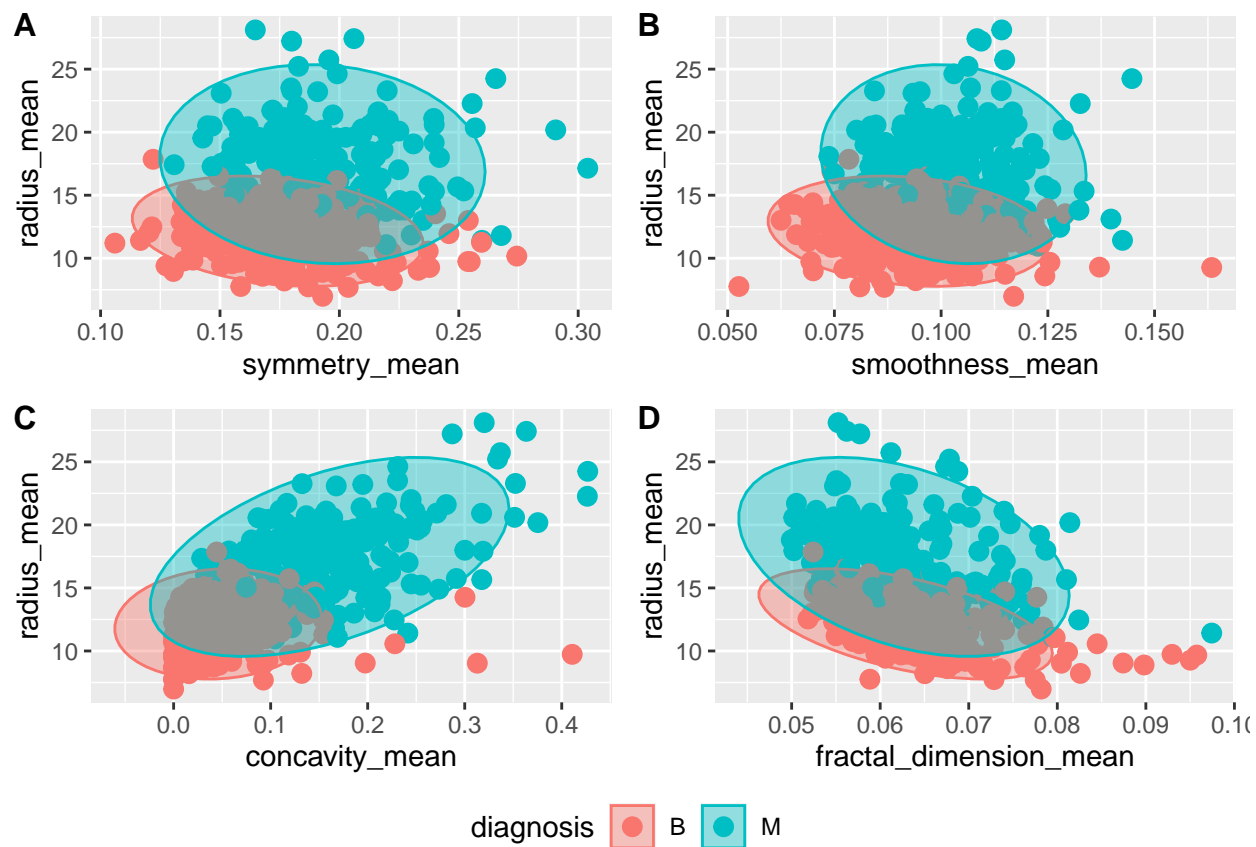 A
B
radius_mean
25
20
15
10
0.10
0.15
0.20
0.25
0.30
symmetry_mean
radius_mean
25
20
15
10
0.050
0.075
0.100
0.125
0.150
smoothness_mean
C
D
radius_mean
25
20
15
10
0.0
0.1
0.2
0.3
0.4
concavity_mean
radius_mean
25
20
15
10
0.05
0.06
0.07
0.08
0.09
0.10
fractal_dimension_mean
diagnosis B M